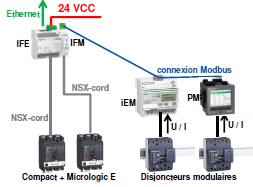 Ethernet
24 VCC
IFE
IFM
connexion Modbus
NSX-cord
iEM
PM
NSX-cord
U / I
U / I
Compact + Micrologic E
Disjoncteurs modulaires